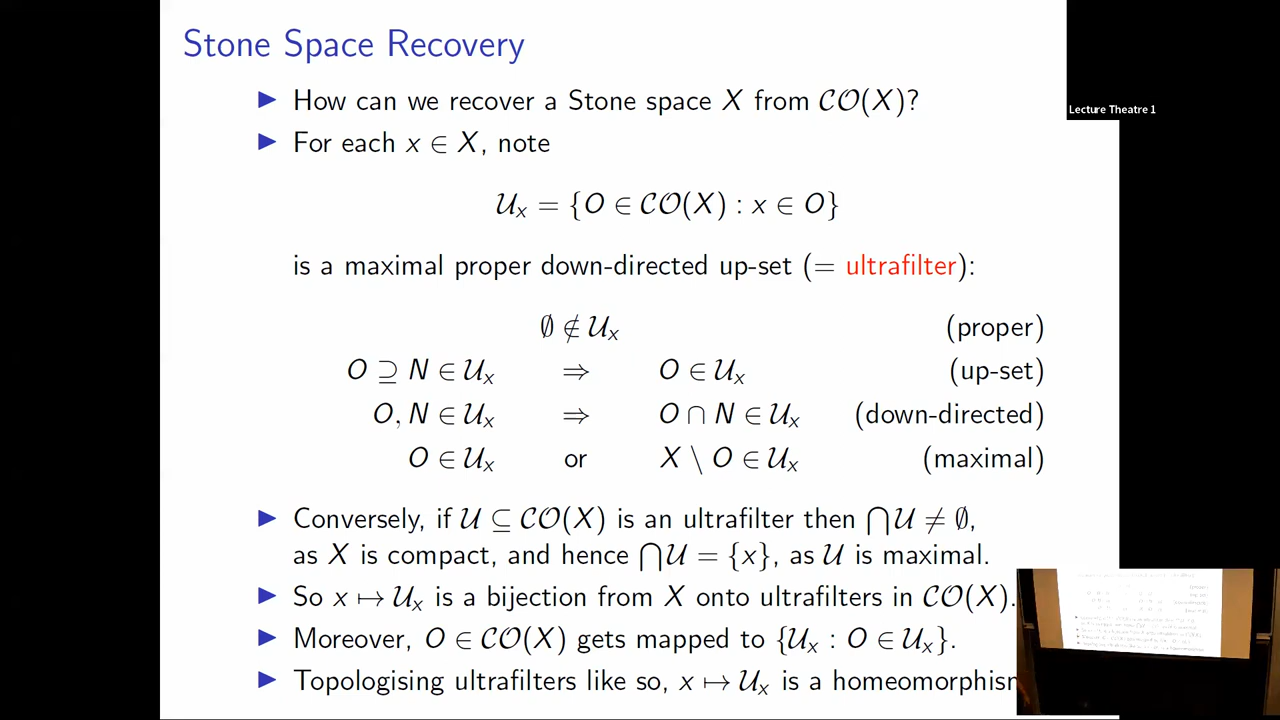 Stone Space Recovery
▶ How can we recover a Stone space X from 𝒞𝒪(X)?
Lecture Theatre 1
▶ For each x ∈ X, note
𝒰ₓ = {O ∈ 𝒞𝒪(X) : x ∈ O}
is a maximal proper down-directed up-set (= ultrafilter):
∅ ∉ 𝒰ₓ (proper)
O ⊇ N ∈ 𝒰ₓ ⇒ O ∈ 𝒰ₓ (up-set)
O, N ∈ 𝒰ₓ ⇒ O ∩ N ∈ 𝒰ₓ (down-directed)
O ∈ 𝒰ₓ or X \ O ∈ 𝒰ₓ (maximal)
▶ Conversely, if 𝒰 ⊆ 𝒞𝒪(X) is an ultrafilter then ⋂𝒰 ≠ ∅,
as X is compact, and hence ⋂𝒰 = {x}, as 𝒰 is maximal.
▶ So x ↦ 𝒰ₓ is a bijection from X onto ultrafilters in 𝒞𝒪(X).
▶ Moreover, O ∈ 𝒞𝒪(X) gets mapped to {𝒰ₓ : O ∈ 𝒰ₓ}.
▶ Topologising ultrafilters like so, x ↦ 𝒰ₓ is a homeomorphism